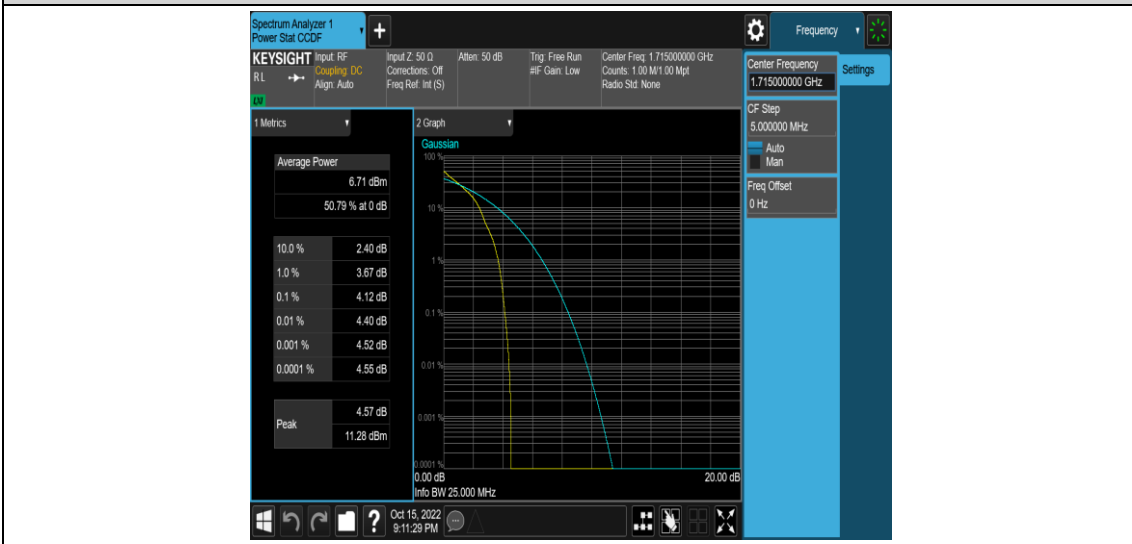 Spectrum Analyzer 1
Power Stat CCDF
+
Frequency
KEYSIGHT
RL
LXI
Input: RF
Coupling: DC
Align: Auto
Input Z: 50 Ω
Corrections: Off
Freq Ref: Int (S)
Atten: 50 dB
Trig: Free Run
#IF Gain: Low
Center Freq: 1.715000000 GHz
Counts: 1.00 M/1.00 Mpt
Radio Std: None
Center Frequency
1.715000000 GHz
Settings
CF Step
5.000000 MHz
Auto
Man
Freq Offset
0 Hz
1 Metrics
Average Power
6.71 dBm
50.79 % at 0 dB
10.0 % 2.40 dB
1.0 % 3.67 dB
0.1 % 4.12 dB
0.01 % 4.40 dB
0.001 % 4.52 dB
0.0001 % 4.55 dB
Peak 4.57 dB
11.28 dBm
2 Graph
Gaussian
100 %
10 %
1 %
0.1 %
0.01 %
0.001 %
0.0001 %
0.00 dB
20.00 dB
Info BW 25.000 MHz
?
Oct 15, 2022
9:11:29 PM